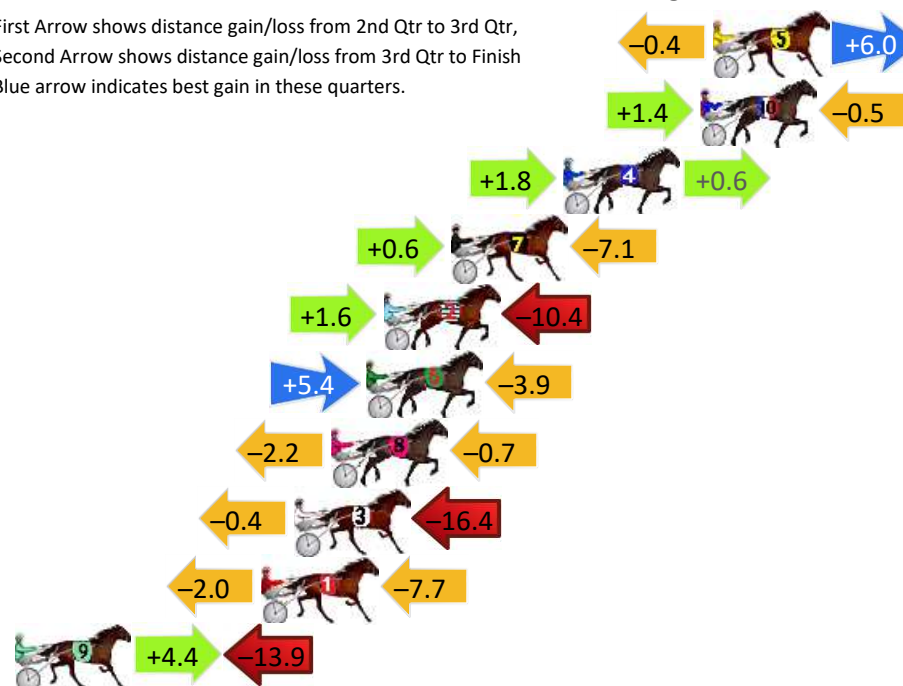 First Arrow shows distance gain/loss from 2nd Qtr to 3rd Qtr,
Second Arrow shows distance gain/loss from 3rd Qtr to Finish
Blue arrow indicates best gain in these quarters.
−0.4 5 +6.0
+1.4 10 −0.5
+1.8 4 +0.6
+0.6 7 −7.1
+1.6 2 −10.4
+5.4 6 −3.9
−2.2 8 −0.7
−0.4 3 −16.4
−2.0 1 −7.7
9 +4.4 −13.9